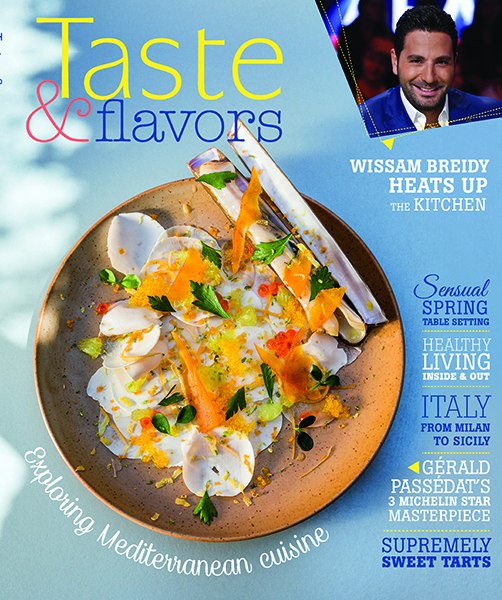 Taste
& flavors
WISSAM BREIDY
HEATS UP
THE KITCHEN
Sensual
SPRING
TABLE SETTING
HEALTHY
LIVING
INSIDE & OUT
ITALY
FROM MILAN
TO SICILY
GÉRALD
PASSÉDAT'S
3 MICHELIN STAR
MASTERPIECE
SUPREMELY
SWEET TARTS
Exploring Mediterranean cuisine